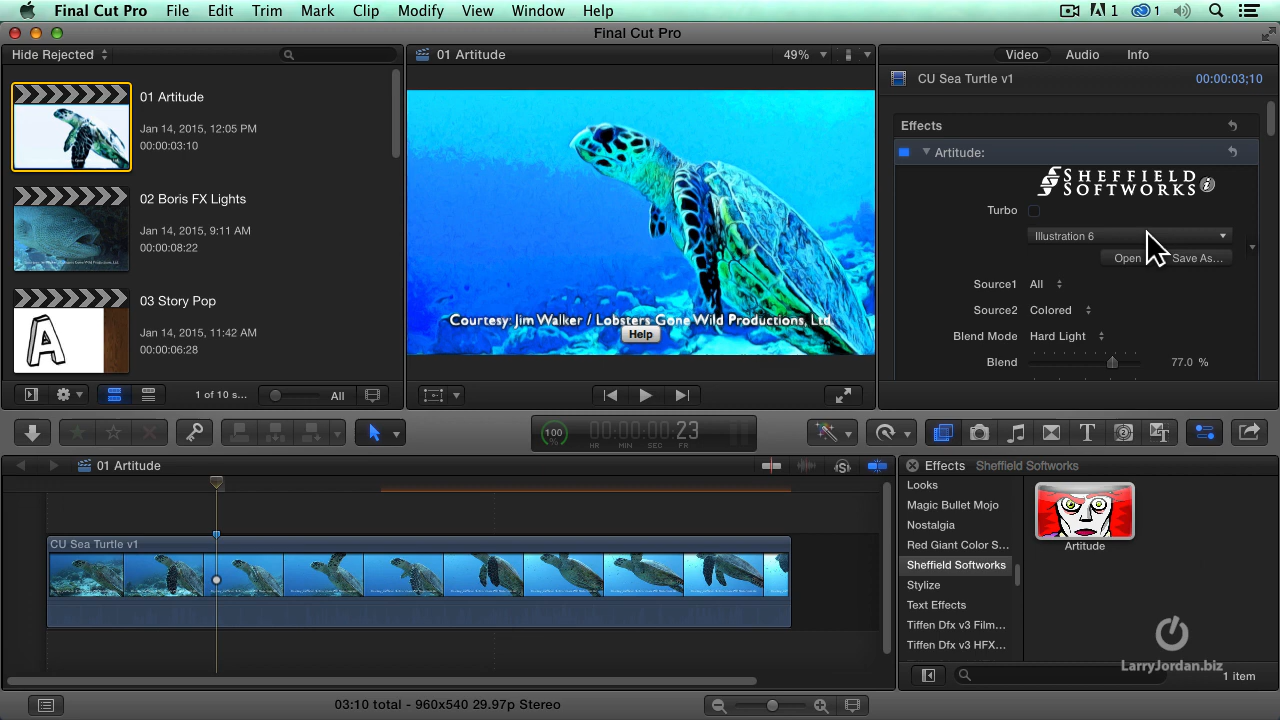 Final Cut Pro File Edit Trim Mark Clip Modify View Window Help 1 1
Final Cut Pro
Hide Rejected
01 Artitude
Jan 14, 2015, 12:05 PM
00:00:03:10
02 Boris FX Lights
Jan 14, 2015, 9:11 AM
00:00:08:22
03 Story Pop
Jan 14, 2015, 11:42 AM
00:00:06:28
A
1 of 10 s... All
01 Artitude 49%
Courtesy: Jim Walker / Lobsters Gone Wild Productions, Ltd
Help
Video Audio Info
CU Sea Turtle v1 00:00:03;10
Effects
Artitude:
SHEFFIELD
SOFTWORKS
Turbo
Illustration 6
Open Save As...
Source1 All
Source2 Colored
Blend Mode Hard Light
Blend 77.0 %
100
%
00:00:00:23
HR MIN SEC FR
01 Artitude
CU Sea Turtle v1
Effects Sheffield Softworks
Looks
Magic Bullet Mojo
Nostalgia
Red Giant Color S...
Sheffield Softworks
Stylize
Text Effects
Tiffen Dfx v3 Film...
Tiffen Dfx v3 HFX...
Artitude
LarryJordan.biz
1 item
03:10 total - 960x540 29.97p Stereo